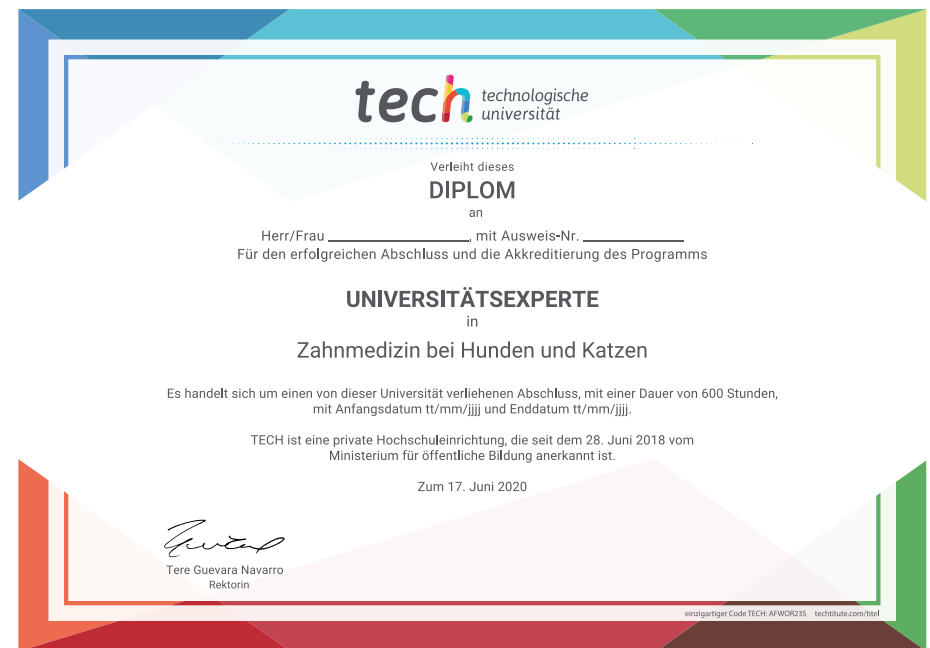 tech technologische
universität
Verleiht dieses
DIPLOM
an
Herr/Frau ____________________, mit Ausweis-Nr. ______________
Für den erfolgreichen Abschluss und die Akkreditierung des Programms
UNIVERSITÄTSEXPERTE
in
Zahnmedizin bei Hunden und Katzen
Es handelt sich um einen von dieser Universität verliehenen Abschluss, mit einer Dauer von 600 Stunden,
mit Anfangsdatum tt/mm/jjjj und Enddatum tt/mm/jjjj.
TECH ist eine private Hochschuleinrichtung, die seit dem 28. Juni 2018 vom
Ministerium für öffentliche Bildung anerkannt ist.
Zum 17. Juni 2020
Tere Guevara Navarro
Rektorin
einzigartiger Code TECH: AFWOR23S techtitute.com/titel